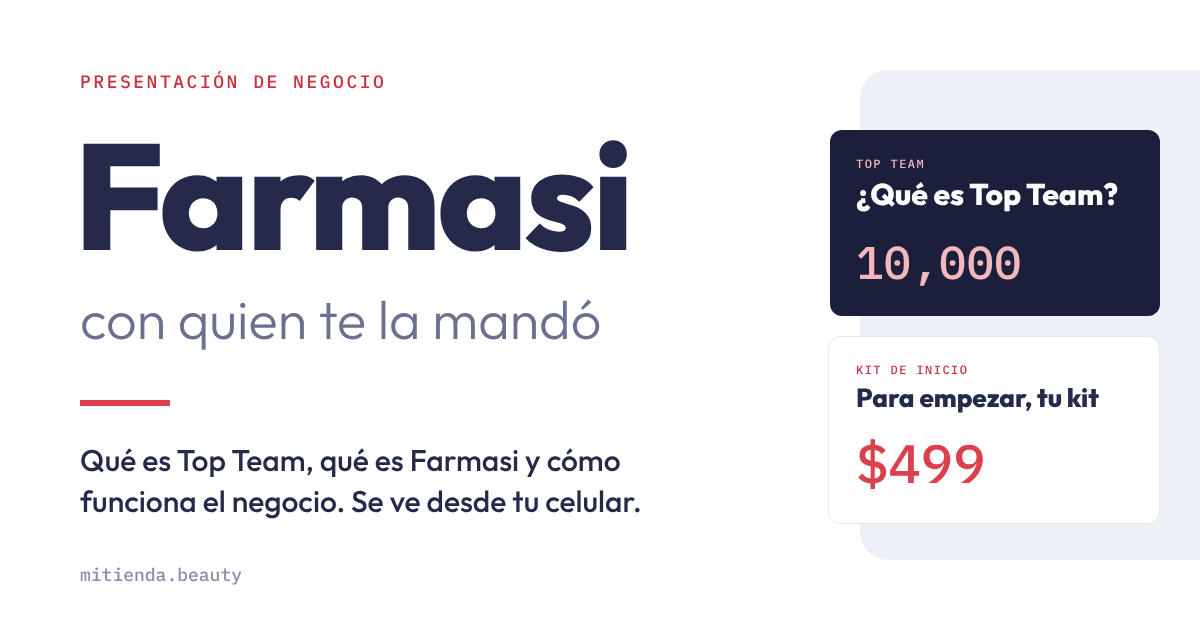 PRESENTACIÓN DE NEGOCIO
Farmasi
con quien te la mandó
Qué es Top Team, qué es Farmasi y cómo
funciona el negocio. Se ve desde tu celular.
mitienda.beauty
TOP TEAM
¿Qué es Top Team?
10,000
KIT DE INICIO
Para empezar, tu kit
$499